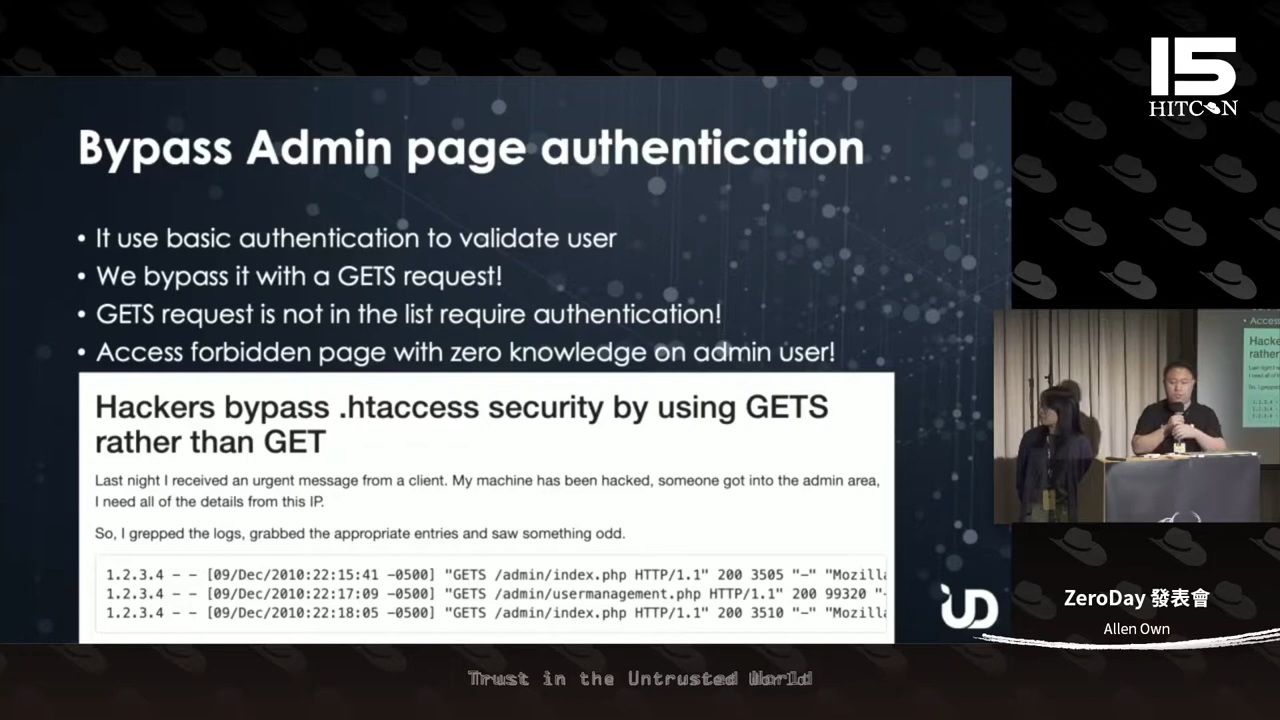 15
HITCON
Bypass Admin page authentication
• It use basic authentication to validate user
• We bypass it with a GETS request!
• GETS request is not in the list require authentication!
• Access forbidden page with zero knowledge on admin user!
Hackers bypass .htaccess security by using GETS
rather than GET
Last night I received an urgent message from a client. My machine has been hacked, someone got into the admin area,
I need all of the details from this IP.
So, I grepped the logs, grabbed the appropriate entries and saw something odd.
1.2.3.4 – – [09/Dec/2010:22:15:41 –0500] "GETS /admin/index.php HTTP/1.1" 200 3505 "–" "Mozilla
1.2.3.4 – – [09/Dec/2010:22:17:09 –0500] "GETS /admin/usermanagement.php HTTP/1.1" 200 99320 "–
1.2.3.4 – – [09/Dec/2010:22:18:05 –0500] "GETS /admin/index.php HTTP/1.1" 200 3510 "–" "Mozilla
UD
ZeroDay 發表會
Allen Own
Trust in the Untrusted World